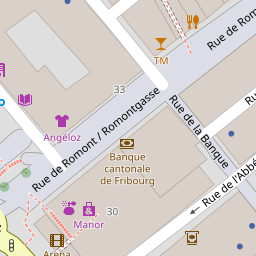 Rue de Rom
TM
33
Rue de Romont / Romontgasse
Rue de la Banque
Angéloz
Banque
cantonale
de Fribourg
Rue de l'Abbé
30
Manor
Arena